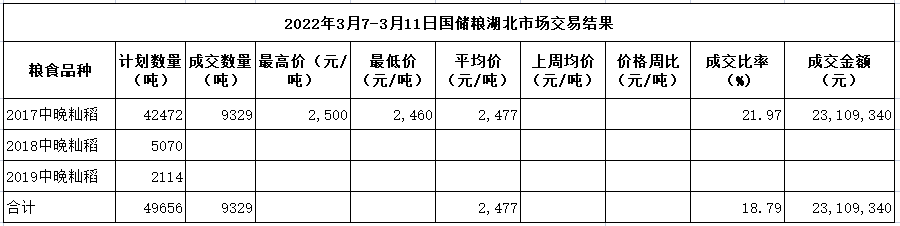 2022年3月7-3月11日国储粮湖北市场交易结果
粮食品种 计划数量（吨） 成交数量（吨） 最高价（元/吨） 最低价（元/吨） 平均价（元/吨） 上周均价（元/吨） 价格周比（元/吨） 成交比率（%） 成交金额（元）
2017中晚籼稻 42472 9329 2,500 2,460 2,477 21.97 23,109,340
2018中晚籼稻 5070
2019中晚籼稻 2114
合计 49656 9329 2,477 18.79 23,109,340